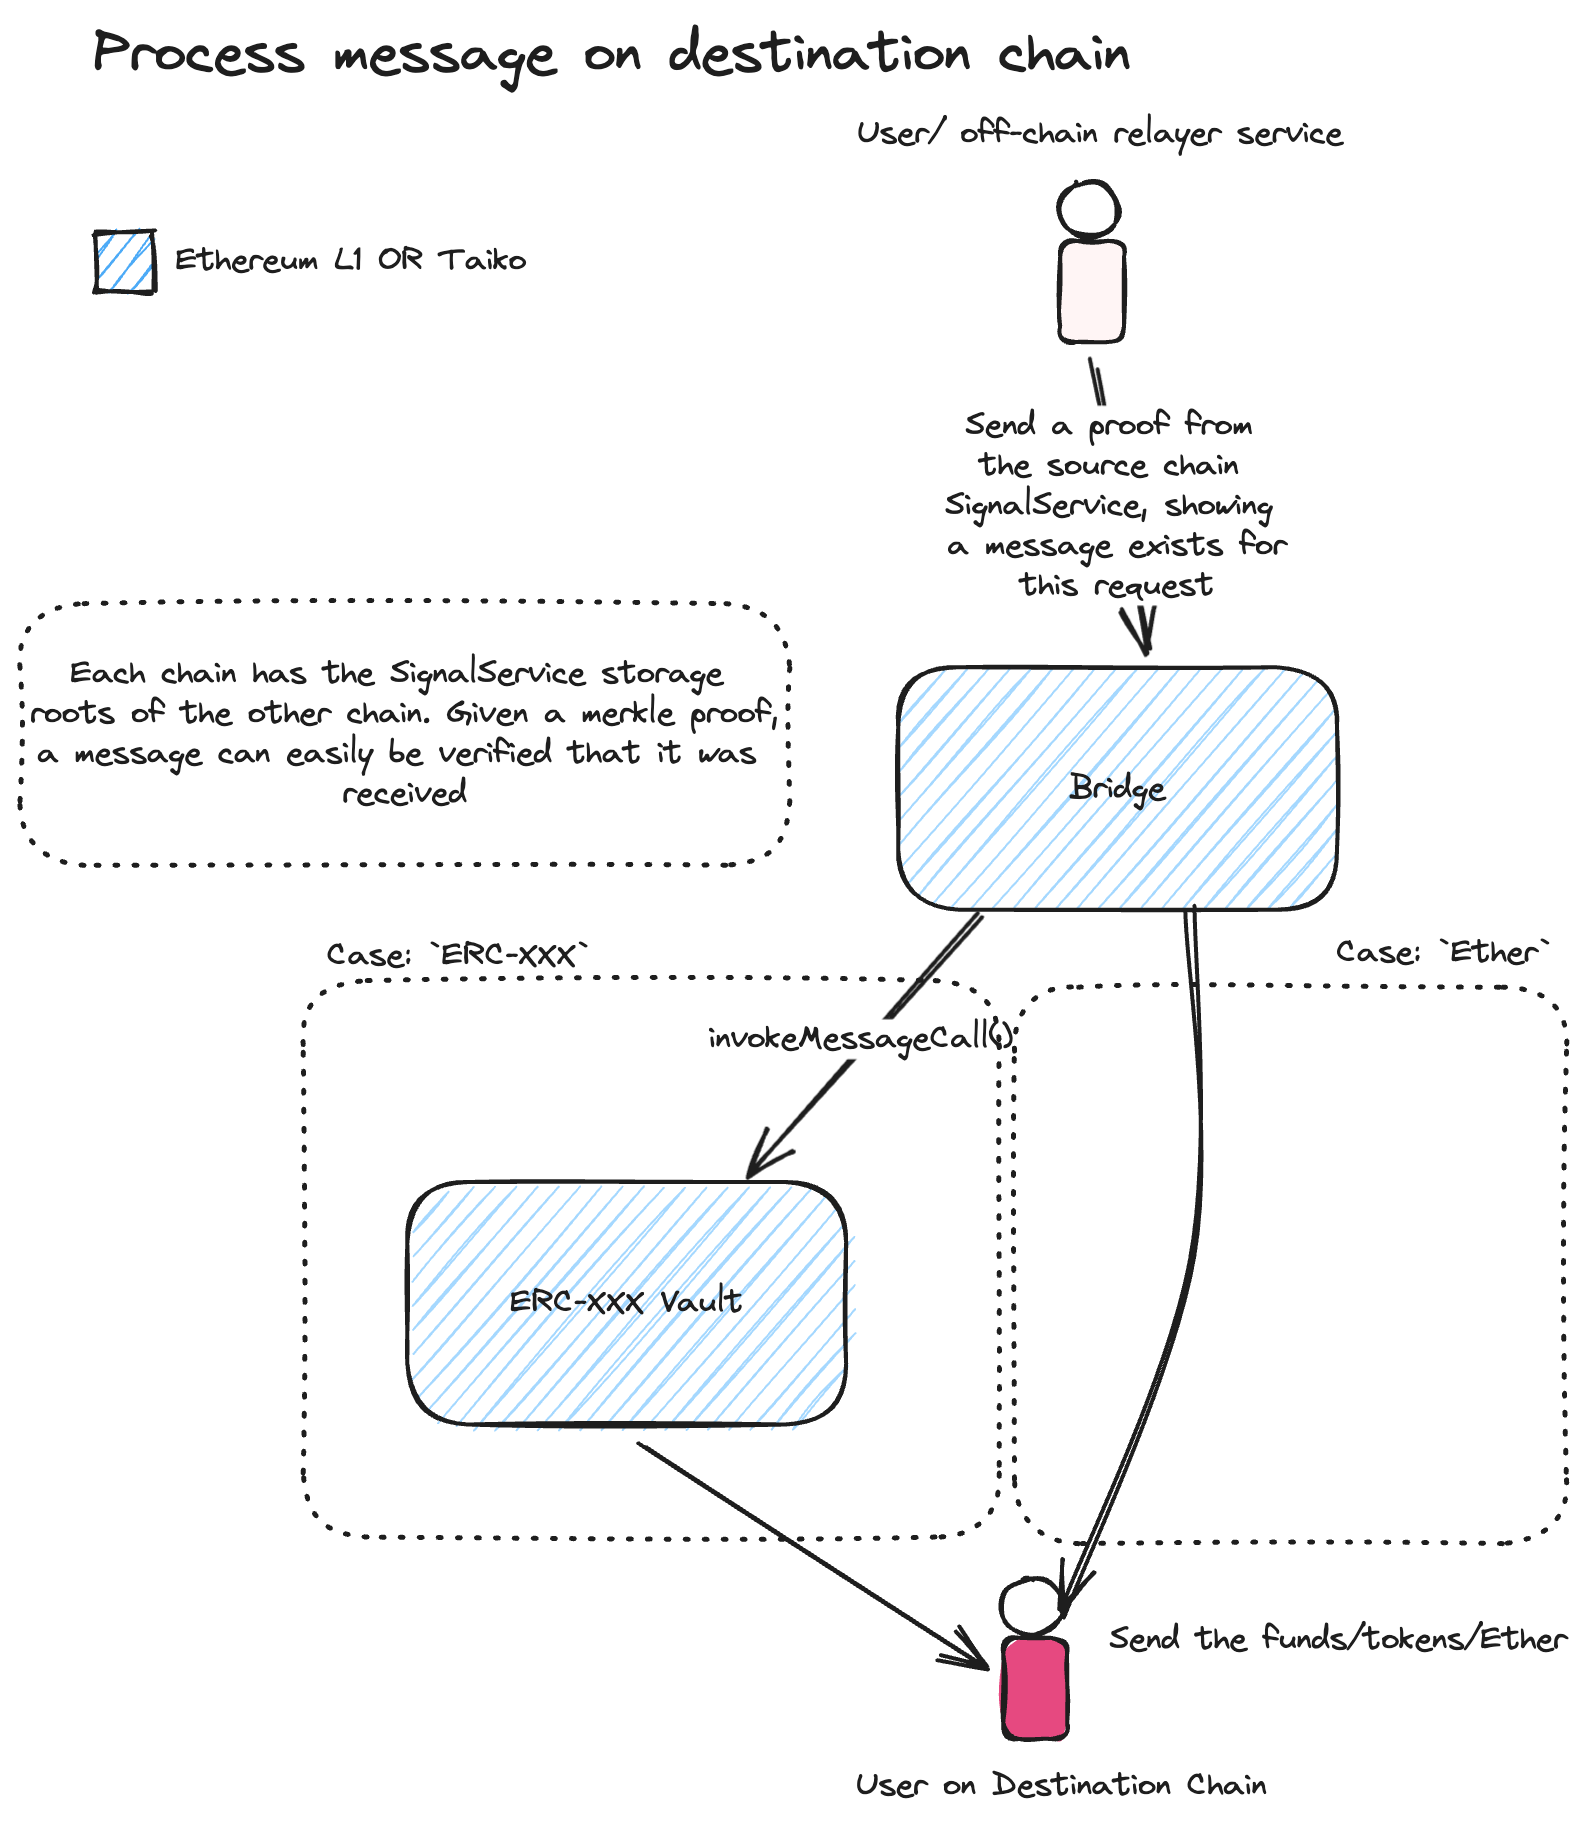 Process message on destination chain
User/ off-chain relayer service
Ethereum L1 OR Taiko
Send a proof from
the source chain
SignalService, showing
a message exists for
this request
Each chain has the SignalService storage
roots of the other chain. Given a merkle proof,
a message can easily be verified that it was
received
Bridge
Case: `ERC-XXX`
Case: `Ether`
invokeMessageCall()
ERC-XXX Vault
Send the funds/tokens/Ether
User on Destination Chain